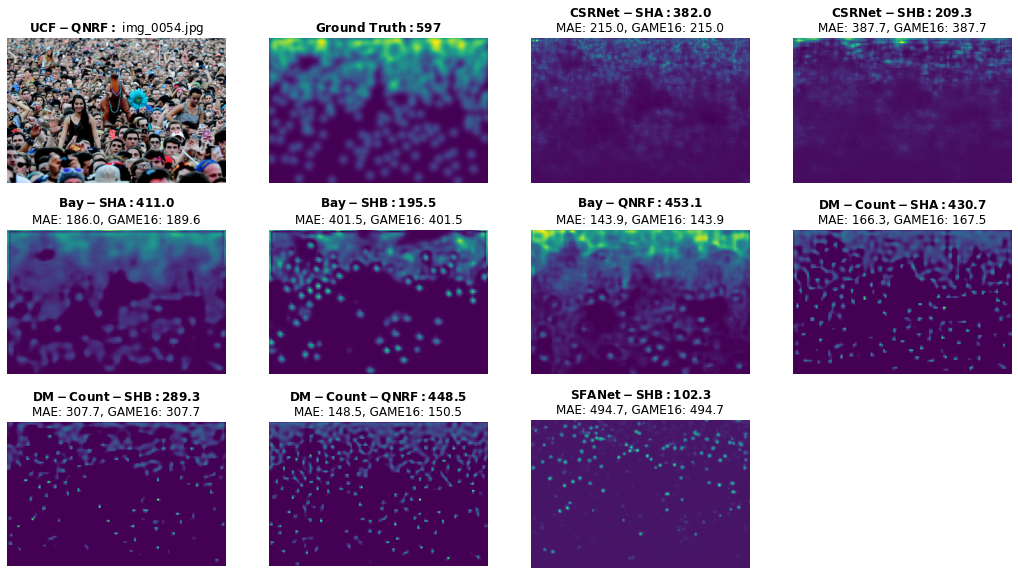 UCF − QNRF : img_0054.jpg
Ground Truth : 597
CSRNet − SHA : 382.0
MAE: 215.0, GAME16: 215.0
CSRNet − SHB : 209.3
MAE: 387.7, GAME16: 387.7
Bay − SHA : 411.0
MAE: 186.0, GAME16: 189.6
Bay − SHB : 195.5
MAE: 401.5, GAME16: 401.5
Bay − QNRF : 453.1
MAE: 143.9, GAME16: 143.9
DM − Count − SHA : 430.7
MAE: 166.3, GAME16: 167.5
DM − Count − SHB : 289.3
MAE: 307.7, GAME16: 307.7
DM − Count − QNRF : 448.5
MAE: 148.5, GAME16: 150.5
SFANet − SHB : 102.3
MAE: 494.7, GAME16: 494.7